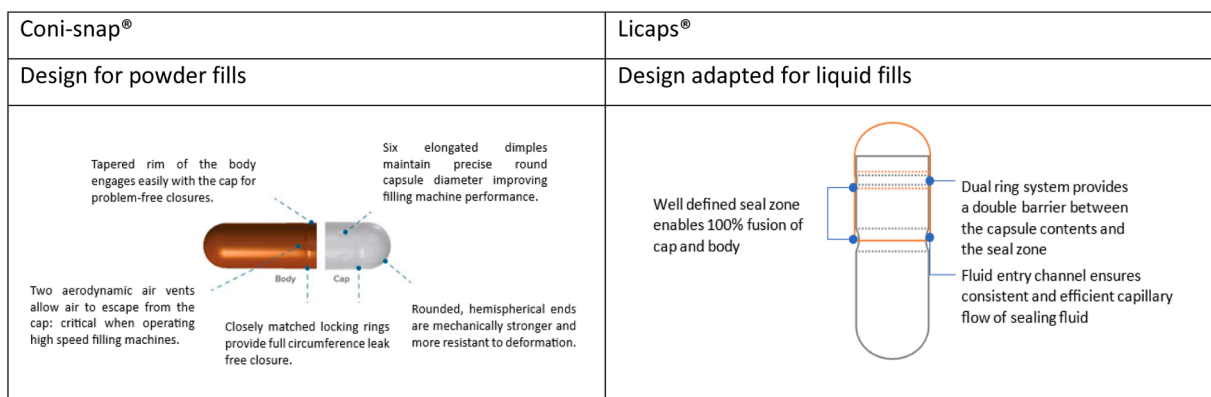 Coni-snap®
Licaps®
Design for powder fills
Design adapted for liquid fills
Tapered rim of the body
engages easily with the cap for
problem-free closures.
Six elongated dimples
maintain precise round
capsule diameter improving
filling machine performance.
Body
Cap
Two aerodynamic air vents
allow air to escape from the
cap: critical when operating
high speed filling machines.
Closely matched locking rings
provide full circumference leak
free closure.
Rounded, hemispherical ends
are mechanically stronger and
more resistant to deformation.
Well defined seal zone
enables 100% fusion of
cap and body
Dual ring system provides
a double barrier between
the capsule contents and
the seal zone
Fluid entry channel ensures
consistent and efficient capillary
flow of sealing fluid